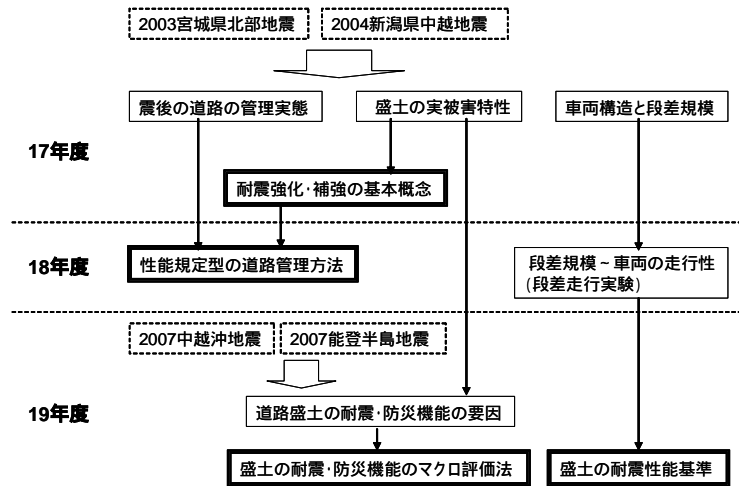 2003宮城県北部地震
2004新潟県中越地震
震後の道路の管理実態
盛土の実被害特性
車両構造と段差規模
17年度
耐震強化･補強の基本概念
18年度
性能規定型の道路管理方法
段差規模～車両の走行性
(段差走行実験)
2007中越沖地震
2007能登半島地震
19年度
道路盛土の耐震･防災機能の要因
盛土の耐震･防災機能のマクロ評価法
盛土の耐震性能基準